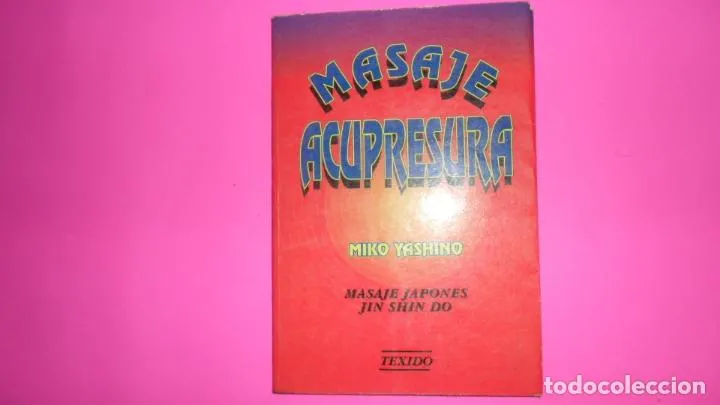 MASAJE
ACUPRESURA
MIKO YASHINO
MASAJE JAPONES
JIN SHIN DO
TEXIDO
todocoleccion